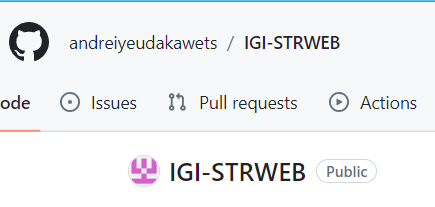 andreiyeudakawets / IGI-STRWEB
ode Issues Pull requests Actions
IGI-STRWEB Public